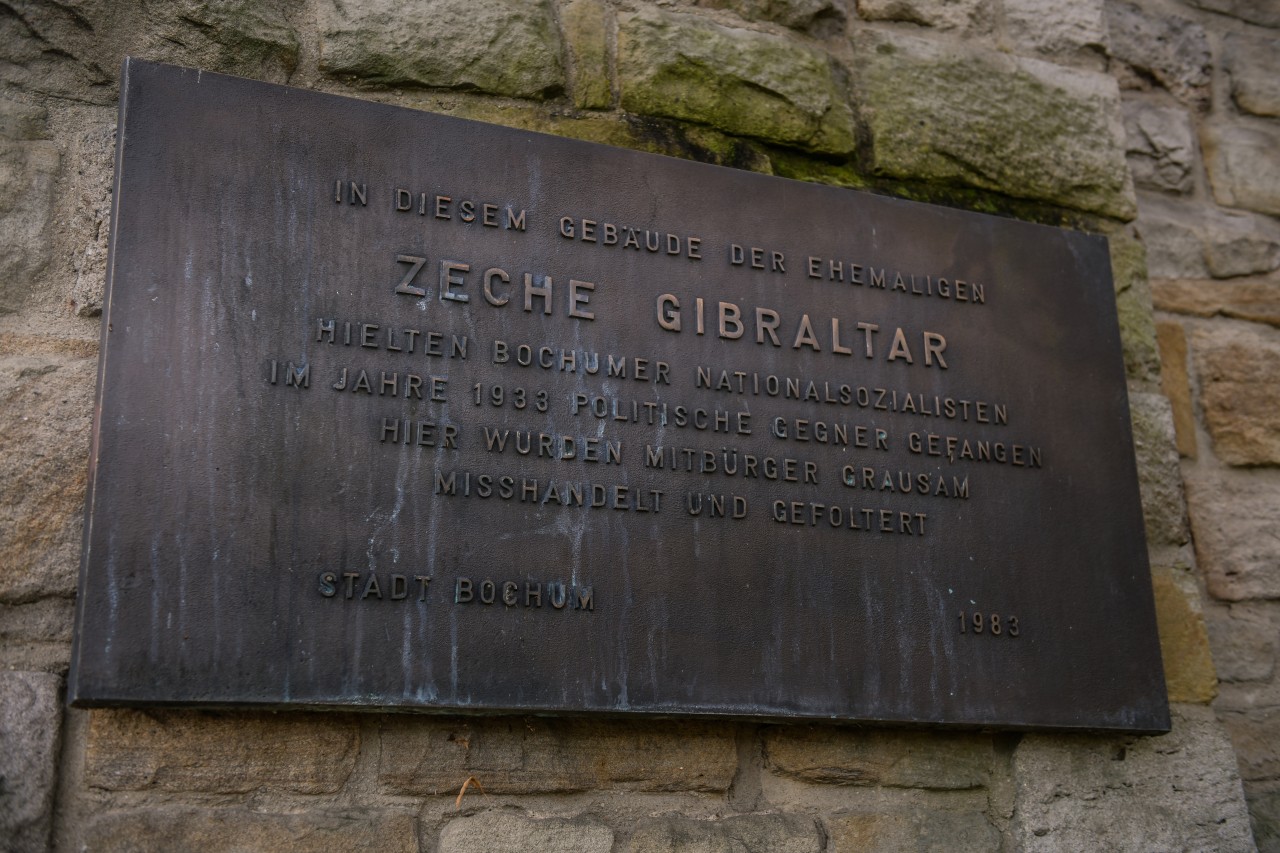 IN DIESEM GEBÄUDE DER EHEMALIGEN
ZECHE GIBRALTAR
HIELTEN BOCHUMER NATIONALSOZIALISTEN
IM JAHRE 1933 POLITISCHE GEGNER GEFANGEN
HIER WURDEN MITBÜRGER GRAUSAM
MISSHANDELT UND GEFOLTERT
STADT BOCHUM 1983